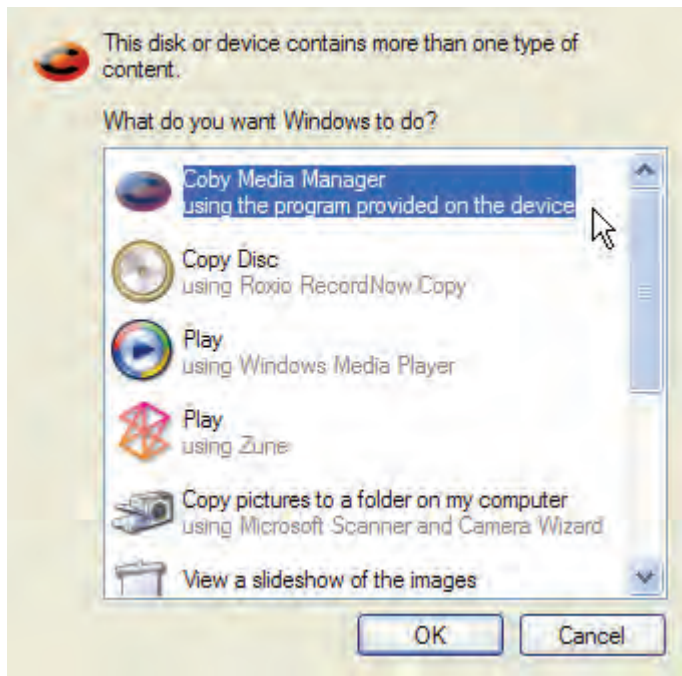 This disk or device contains more than one type of
content.
What do you want Windows to do?
Coby Media Manager
using the program provided on the device
Copy Disc
using Roxio RecordNow Copy
Play
using Windows Media Player
Play
using Zune
Copy pictures to a folder on my computer
using Microsoft Scanner and Camera Wizard
View a slideshow of the images
OK
Cancel